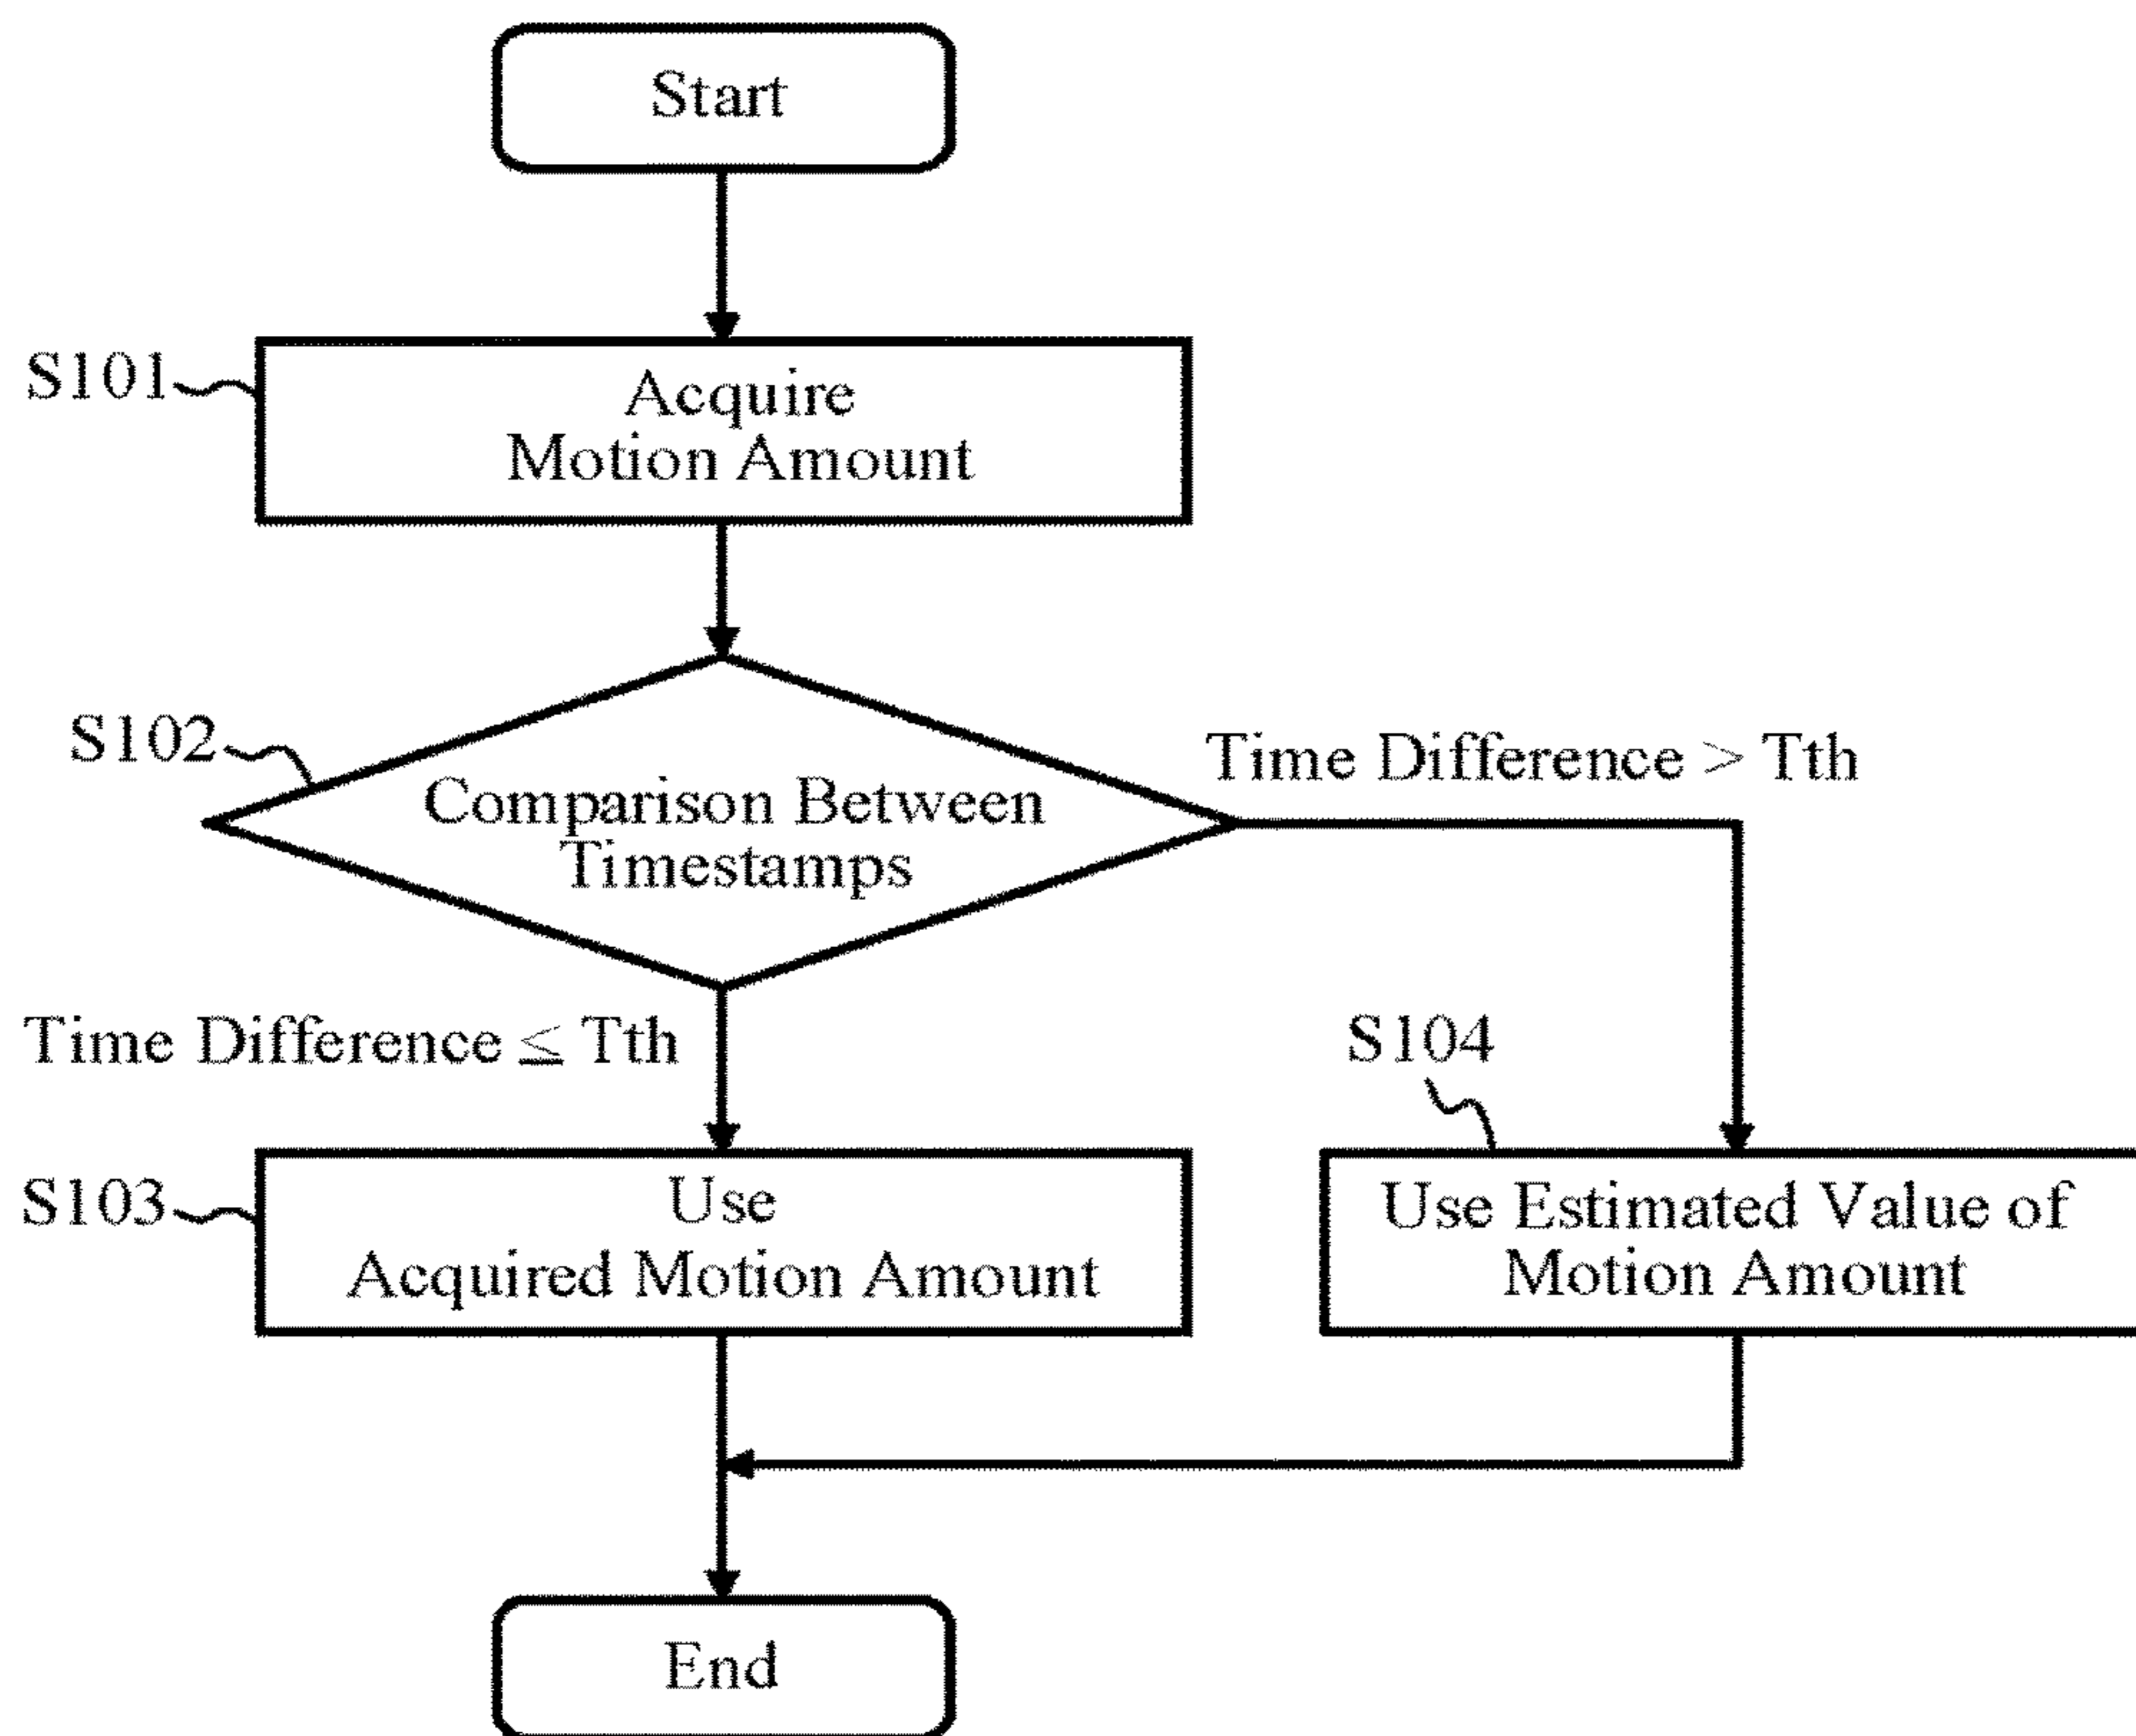 Start
S101
Acquire
Motion Amount
S102
Comparison Between
Timestamps
Time Difference > Tth
Time Difference ≦ Tth
S103
Use
Acquired Motion Amount
S104
Use Estimated Value of
Motion Amount
End